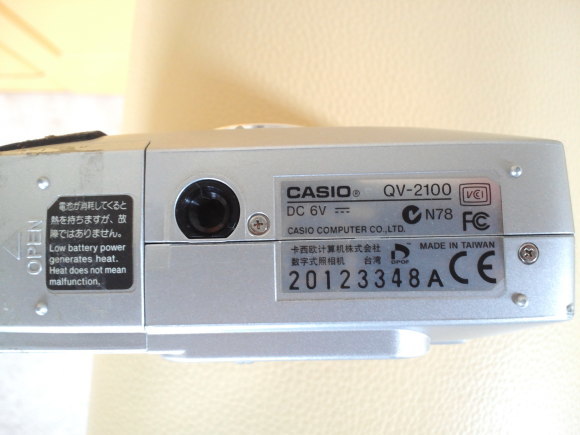 電池が消耗してくると
熱を持ちますが、故
障ではありません。
Low battery power
generates heat.
Heat does not mean
malfunction.
OPEN
CASIO® QV-2100 VCI
DC 6V N78 FC
CASIO COMPUTER CO.,LTD.
卡西欧计算机株式会社 MADE IN TAIWAN
数字式照相机 台湾 DPOF
20123348A CE